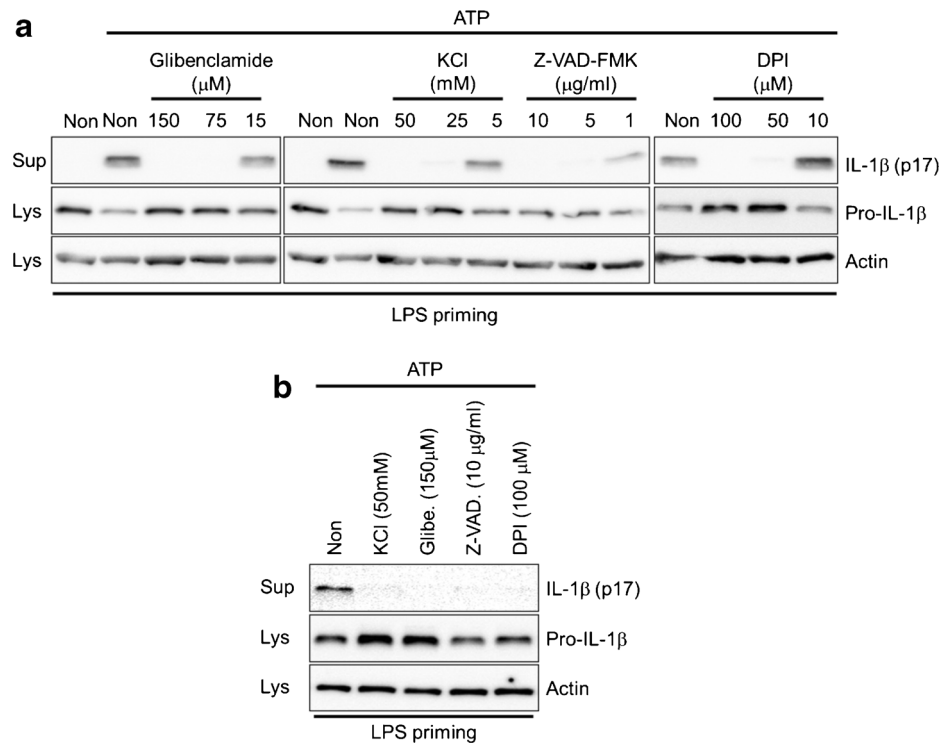 a
ATP
Glibenclamide KCl Z-VAD-FMK DPI
(μM) (mM) (μg/ml) (μM)
Non Non 150 75 15 Non Non 50 25 5 10 5 1 Non 100 50 10
Sup IL-1β (p17)
Lys Pro-IL-1β
Lys Actin
LPS priming
b
ATP
Non
KCl (50mM)
Glibe. (150μM)
Z-VAD. (10 μg/ml)
DPI (100 μM)
Sup IL-1β (p17)
Lys Pro-IL-1β
Lys Actin
LPS priming